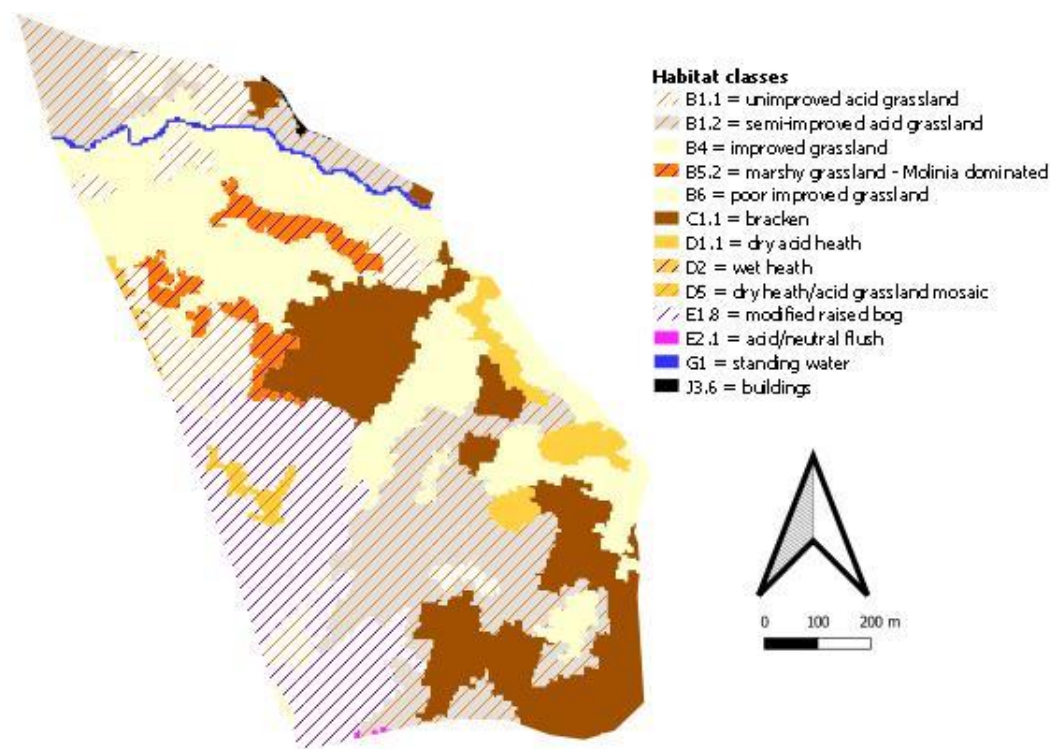 Habitat classes
B1.1 = unimproved acid grassland
B1.2 = semi-improved acid grassland
B4 = improved grassland
B5.2 = marshy grassland - Molinia dominated
B6 = poor improved grassland
C1.1 = bracken
D1.1 = dry acid heath
D2 = wet heath
D5 = dry heath/acid grassland mosaic
E1.8 = modified raised bog
E2.1 = acid/neutral flush
G1 = standing water
J3.6 = buildings
0 100 200 m